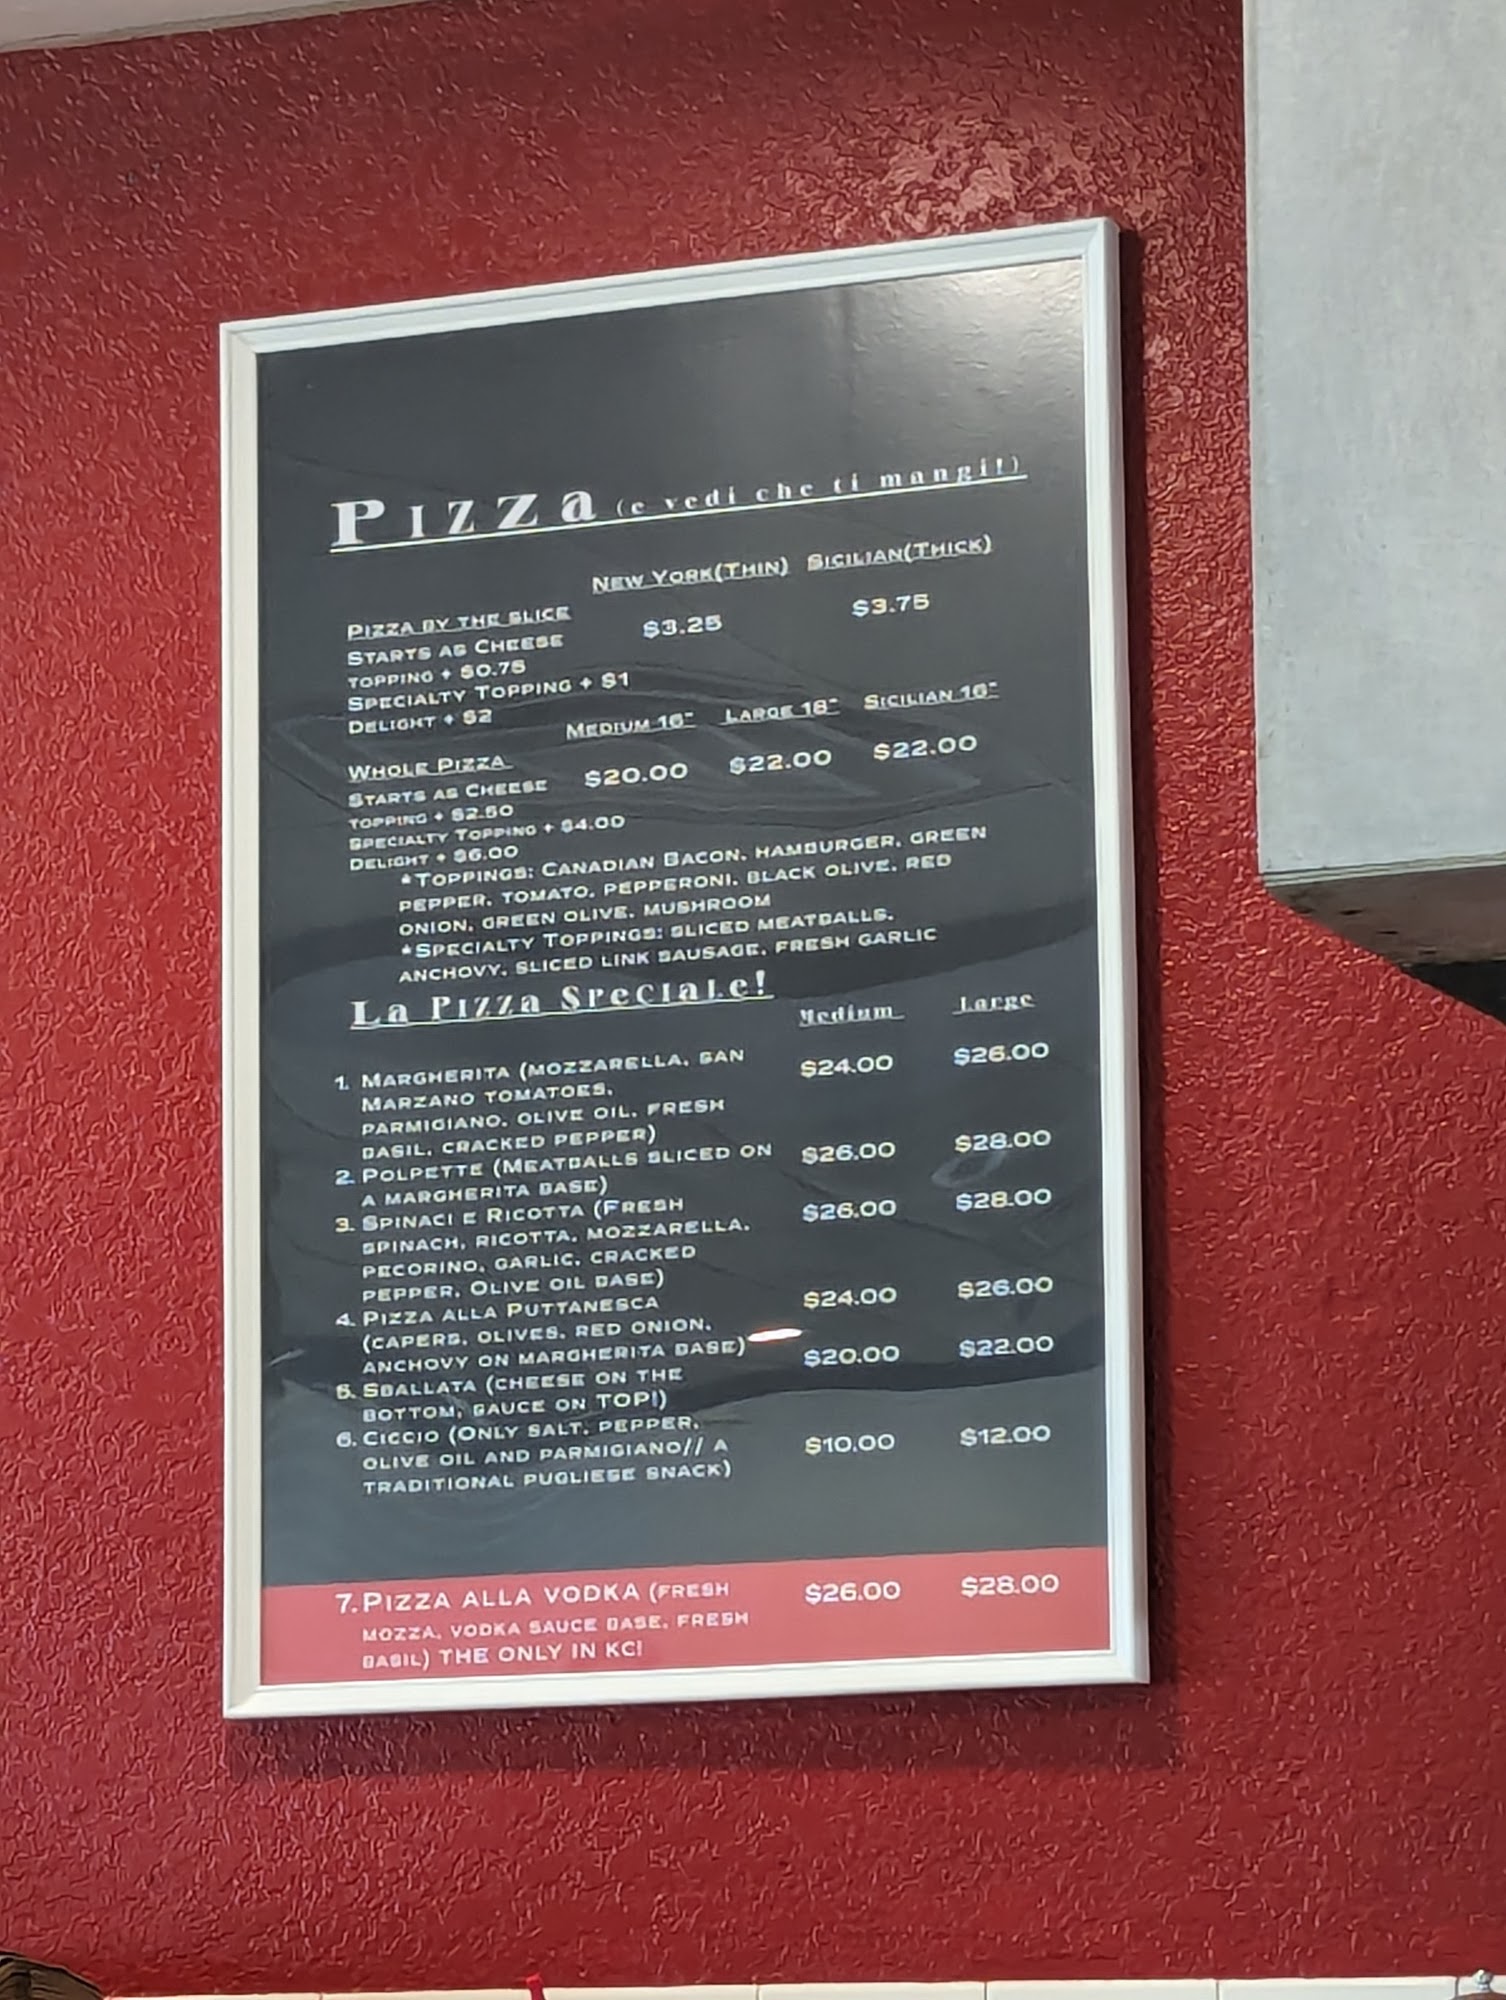 Pizza (e vedi che ti mangi!)
New York(Thin) Sicilian(Thick)
Pizza by the slice
Starts as Cheese $3.25 $3.75
topping + $0.75
Specialty Topping + $1
Delight + $2
Medium 16" Large 18" Sicilian 16"
Whole Pizza
Starts as Cheese $20.00 $22.00 $22.00
topping + $2.50
Specialty Topping + $4.00
Delight + $6.00
*Toppings: Canadian Bacon, hamburger, green
pepper, tomato, pepperoni, black olive, red
onion, green olive, mushroom
*Specialty Toppings: sliced meatballs,
anchovy, sliced link sausage, fresh garlic
La Pizza Speciale!
Medium Large
1. Margherita (mozzarella, san $24.00 $26.00
Marzano tomatoes,
parmigiano, olive oil, fresh
basil, cracked pepper)
2. Polpette (Meatballs sliced on $26.00 $28.00
a margherita base)
3. Spinaci e Ricotta (Fresh $26.00 $28.00
spinach, ricotta, mozzarella,
pecorino, garlic, cracked
pepper, Olive oil base)
4. Pizza alla Puttanesca $24.00 $26.00
(capers, olives, red onion,
anchovy on margherita base)
5. Sballata (cheese on the $20.00 $22.00
bottom, sauce on top!)
6. Ciccio (Only salt, pepper, $10.00 $12.00
olive oil and parmigiano// a
traditional pugliese snack)
7. Pizza alla vodka (fresh $26.00 $28.00
mozza, vodka sauce base, fresh
basil) the only in KC!